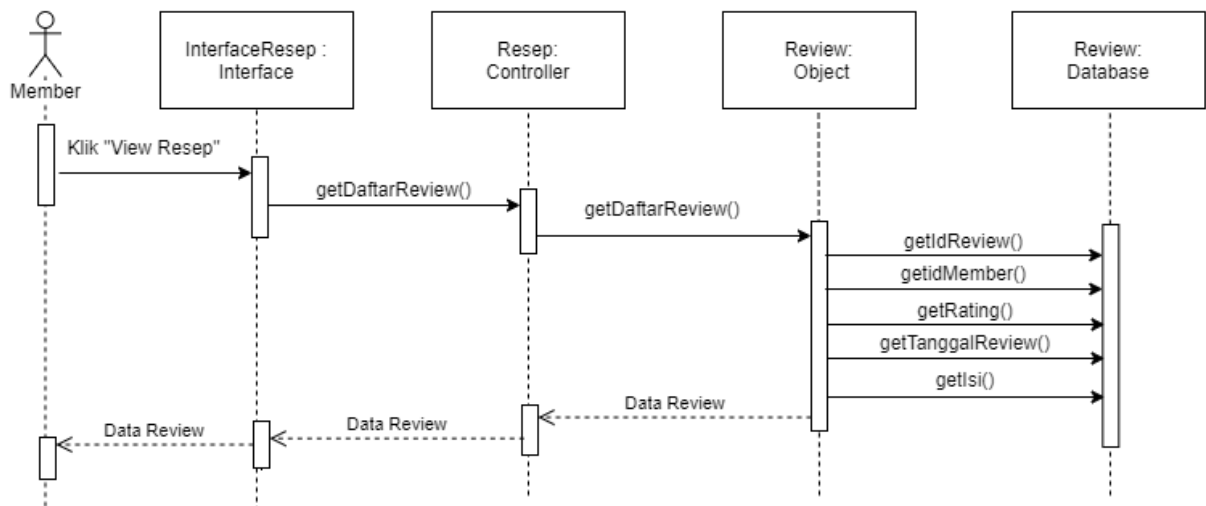 Member
InterfaceResep :
Interface
Resep:
Controller
Review:
Object
Review:
Database
Klik "View Resep"
getDaftarReview()
getDaftarReview()
getIdReview()
getidMember()
getRating()
getTanggalReview()
getIsi()
Data Review
Data Review
Data Review